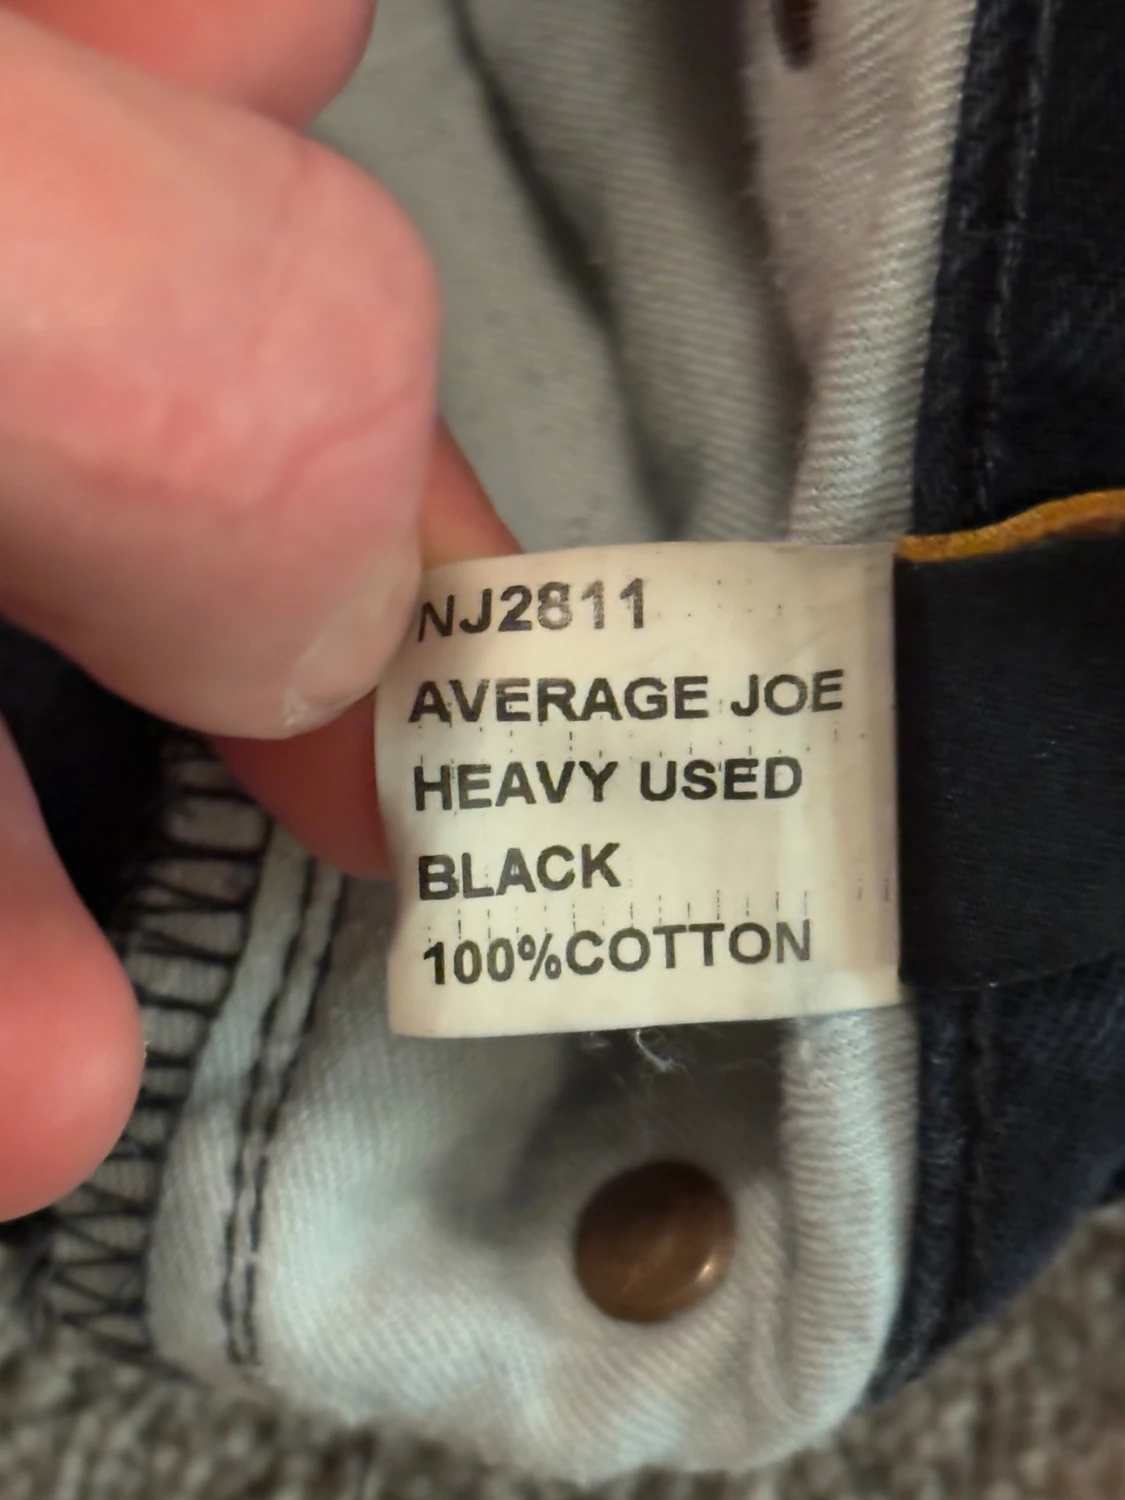 NJ2811
AVERAGE JOE
HEAVY USED
BLACK
100%COTTON